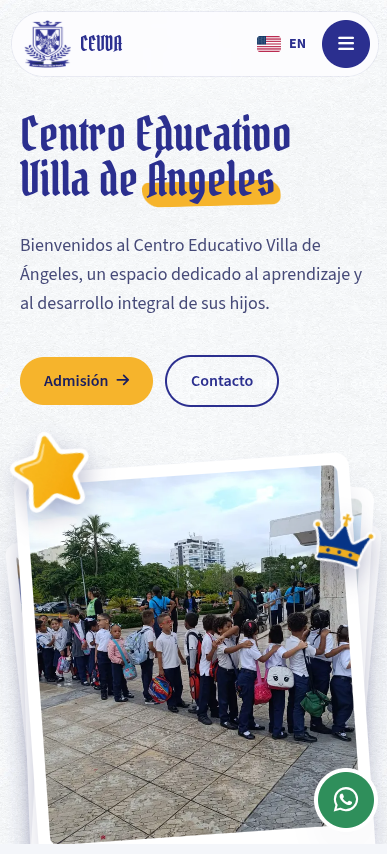 CEVDA
EN
Centro Educativo
Villa de Ángeles
Bienvenidos al Centro Educativo Villa de
Ángeles, un espacio dedicado al aprendizaje y
al desarrollo integral de sus hijos.
Admisión
Contacto